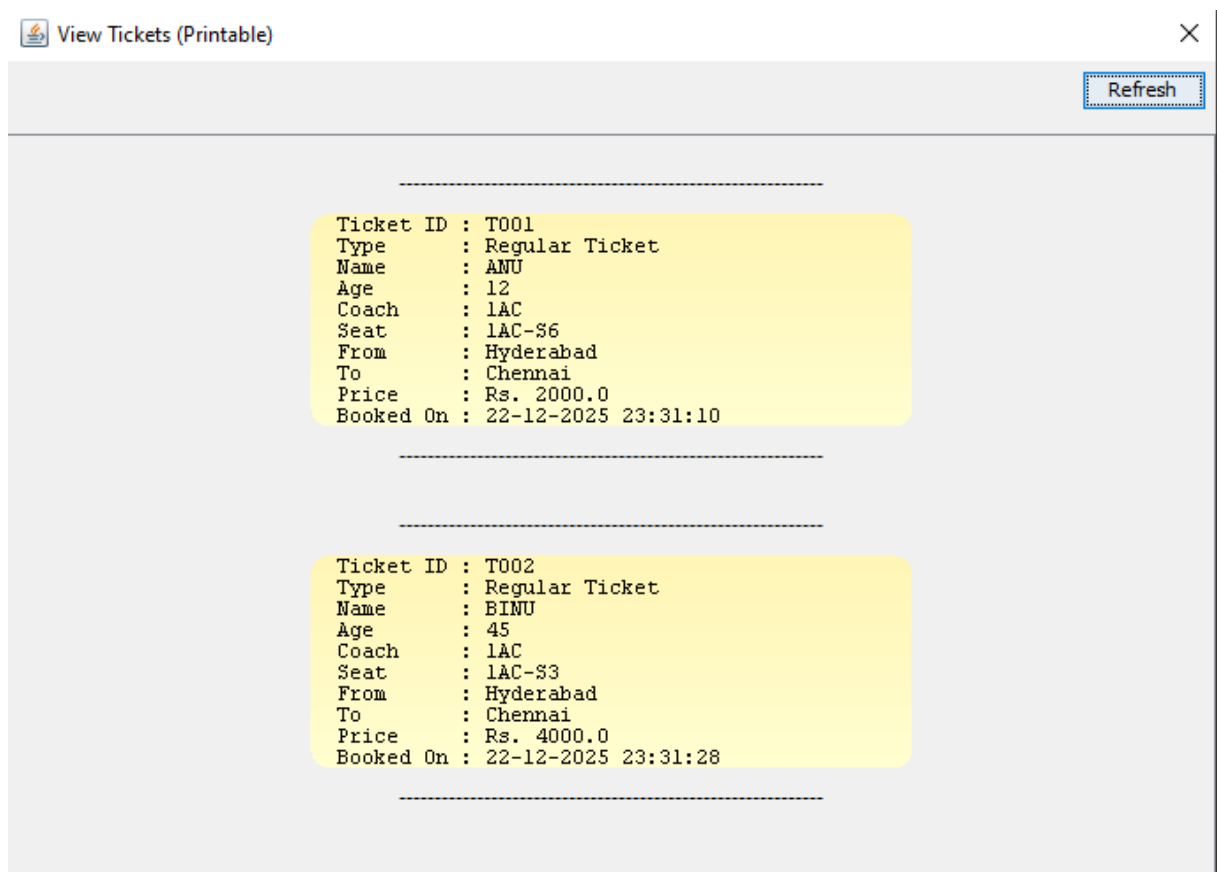 View Tickets (Printable)
Refresh
------------------------------------------------------------
Ticket ID : T001
Type      : Regular Ticket
Name      : ANU
Age       : 12
Coach     : 1AC
Seat      : 1AC-S6
From      : Hyderabad
To        : Chennai
Price     : Rs. 2000.0
Booked On : 22-12-2025 23:31:10
------------------------------------------------------------
------------------------------------------------------------
Ticket ID : T002
Type      : Regular Ticket
Name      : BINU
Age       : 45
Coach     : 1AC
Seat      : 1AC-S3
From      : Hyderabad
To        : Chennai
Price     : Rs. 4000.0
Booked On : 22-12-2025 23:31:28
------------------------------------------------------------